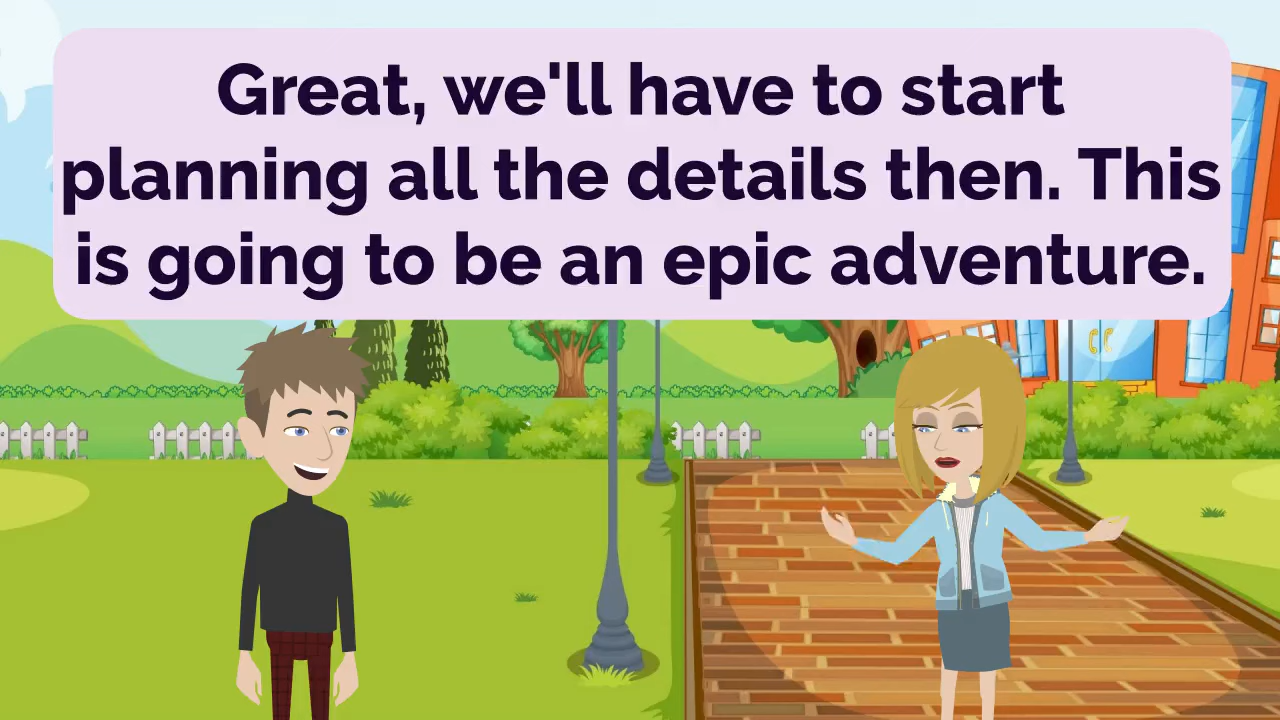 Great, we'll have to start
planning all the details then. This
is going to be an epic adventure.